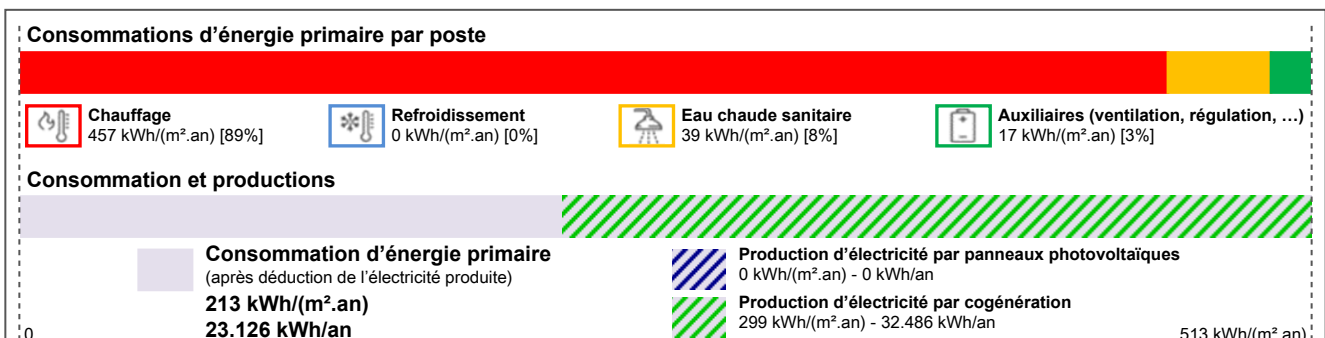 Consommations d'énergie primaire par poste
Chauffage
457 kWh/(m².an) [89%]
Refroidissement
0 kWh/(m².an) [0%]
Eau chaude sanitaire
39 kWh/(m².an) [8%]
Auxiliaires (ventilation, régulation, …)
17 kWh/(m².an) [3%]
Consommation et productions
Consommation d'énergie primaire
(après déduction de l'électricité produite)
213 kWh/(m².an)
23.126 kWh/an
Production d'électricité par panneaux photovoltaïques
0 kWh/(m².an) - 0 kWh/an
Production d'électricité par cogénération
299 kWh/(m².an) - 32.486 kWh/an
0
513 kWh/(m².an)